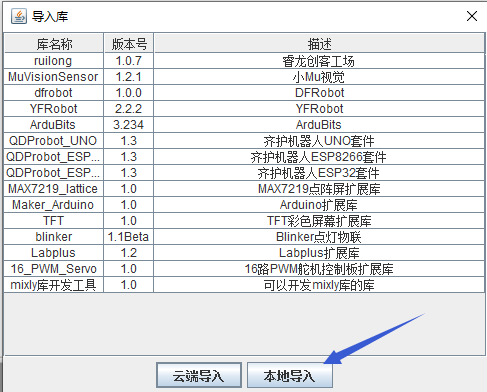 导入库
库名称 版本号 描述
ruilong 1.0.7 睿龙创客工场
MuVisionSensor 1.2.1 小Mu视觉
dfrobot 1.0.0 DFRobot
YFRobot 2.2.2 YFRobot
ArduBits 3.234 ArduBits
QDProbot_UNO 1.3 齐护机器人UNO套件
QDProbot_ESP... 1.3 齐护机器人ESP8266套件
QDProbot_ESP... 1.3 齐护机器人ESP32套件
MAX7219_lattice 1.0 MAX7219点阵屏扩展库
Maker_Arduino 1.0 Arduino扩展库
TFT 1.0 TFT彩色屏幕扩展库
blinker 1.1Beta Blinker点灯物联
Labplus 1.2 Labplus扩展库
16_PWM_Servo 1.0 16路PWM舵机控制板扩展库
mixly库开发工具 1.0 可以开发mixly库的库
云端导入 本地导入